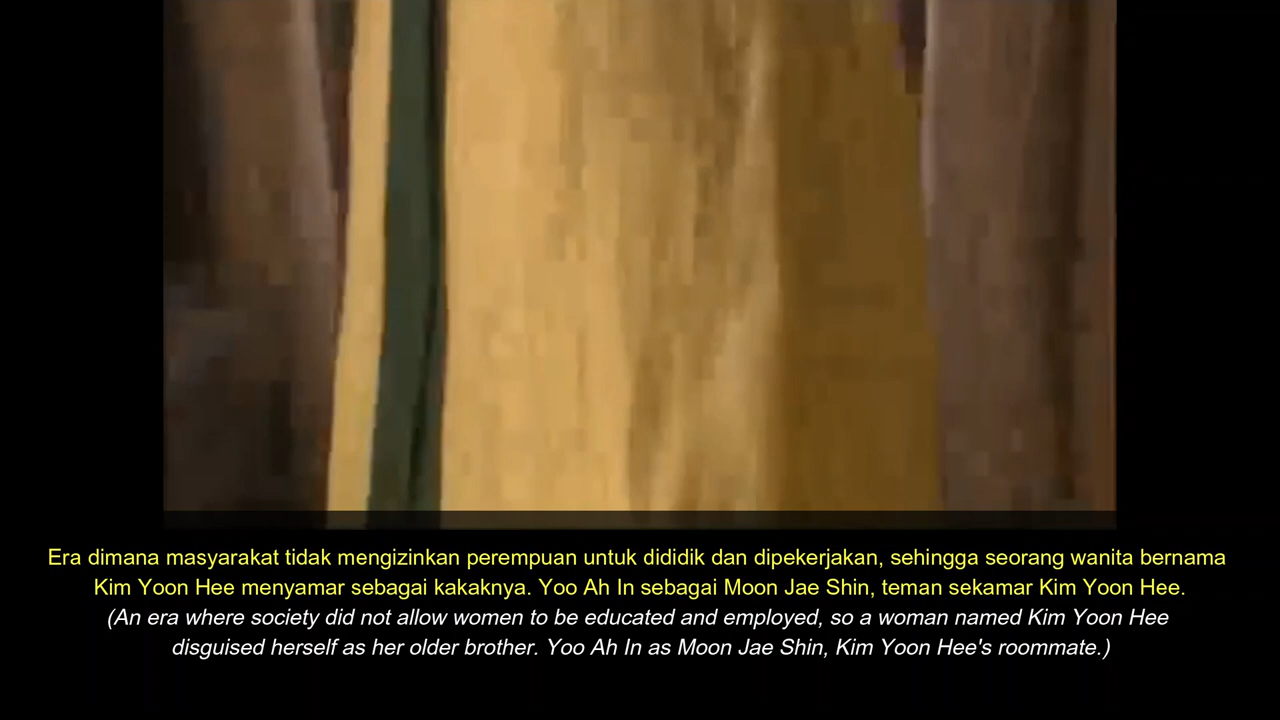 Era dimana masyarakat tidak mengizinkan perempuan untuk dididik dan dipekerjakan, sehingga seorang wanita bernama
Kim Yoon Hee menyamar sebagai kakaknya. Yoo Ah In sebagai Moon Jae Shin, teman sekamar Kim Yoon Hee.
(An era where society did not allow women to be educated and employed, so a woman named Kim Yoon Hee
disguised herself as her older brother. Yoo Ah In as Moon Jae Shin, Kim Yoon Hee's roommate.)